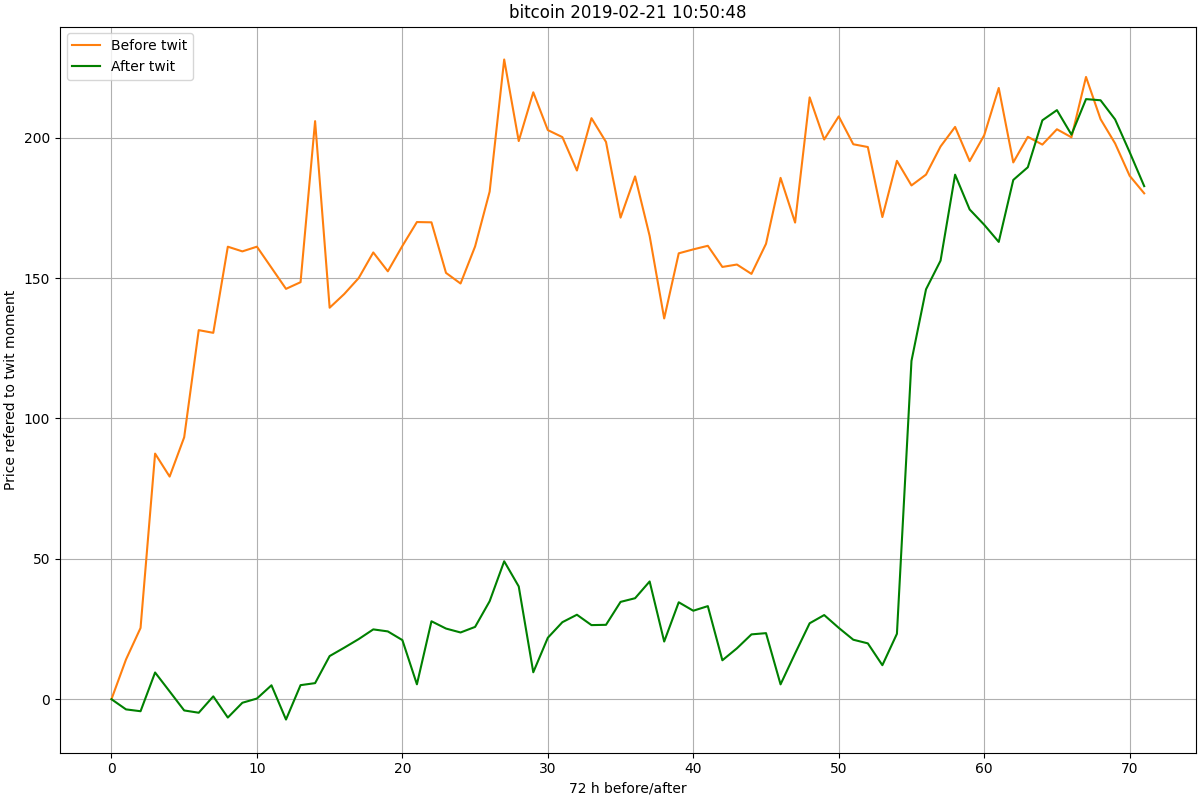 bitcoin 2019-02-21 10:50:48
Before twit
After twit
Price refered to twit moment
200
150
100
50
0
0 10 20 30 40 50 60 70
72 h before/after